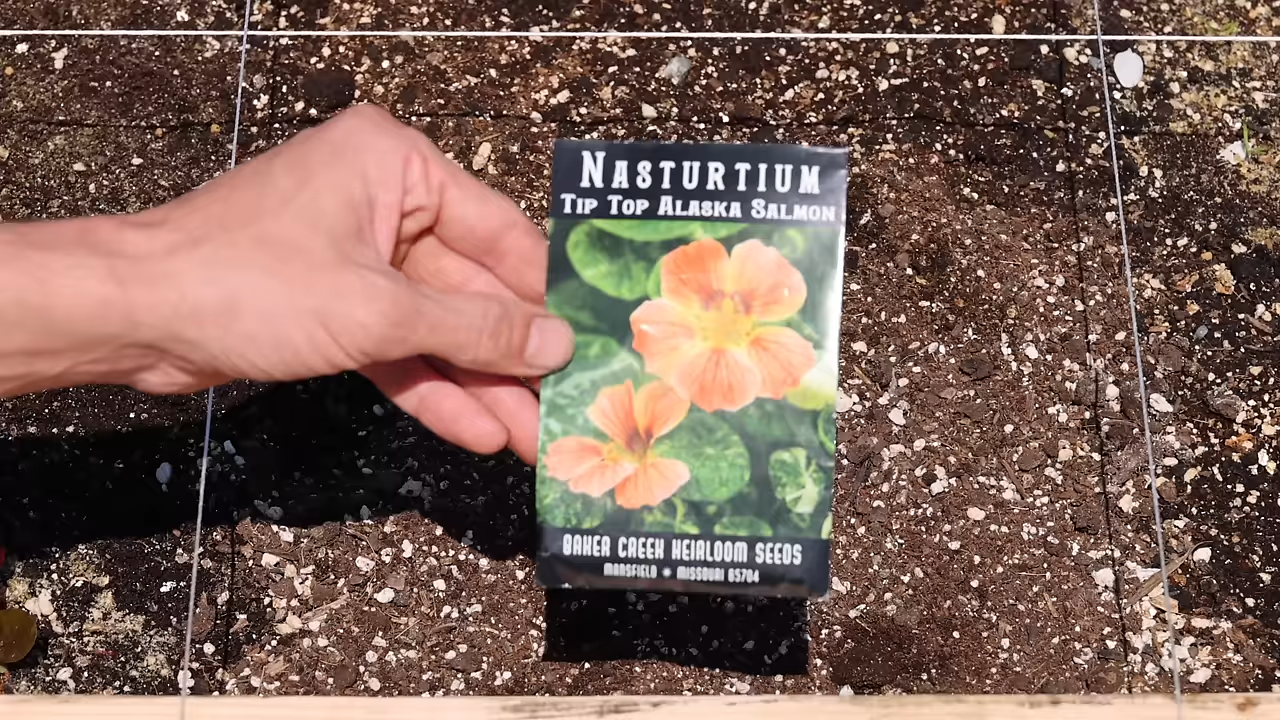 NASTURTIUM
TIP TOP ALASKA SALMON
BAKER CREEK HEIRLOOM SEEDS
MANSFIELD * MISSOURI 65704